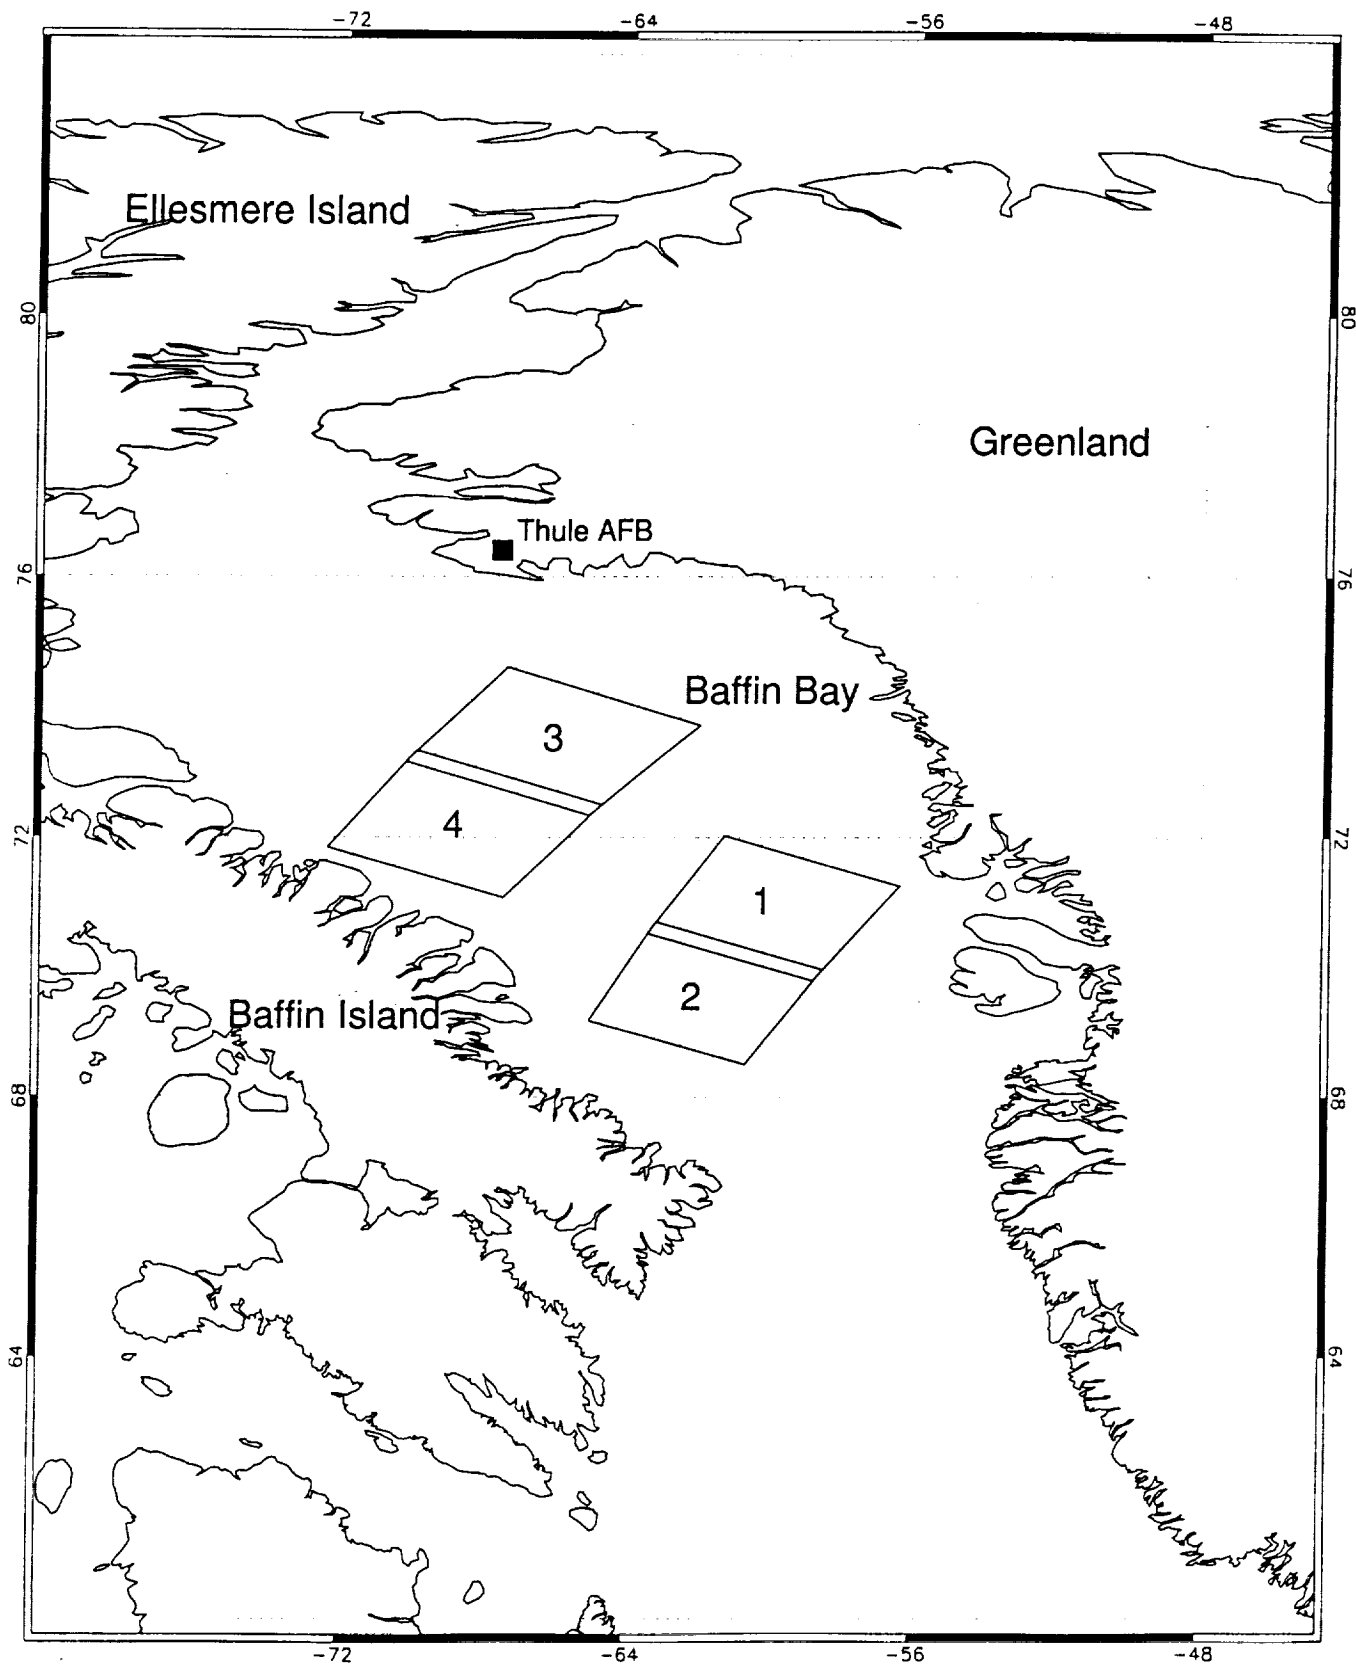 -72 -64 -56 -48
Ellesmere Island
80 80
Greenland
Thule AFB
76 76
Baffin Bay
3
4
72 72
1
2
Baffin Island
68 68
64 64
-72 -64 -56 -48